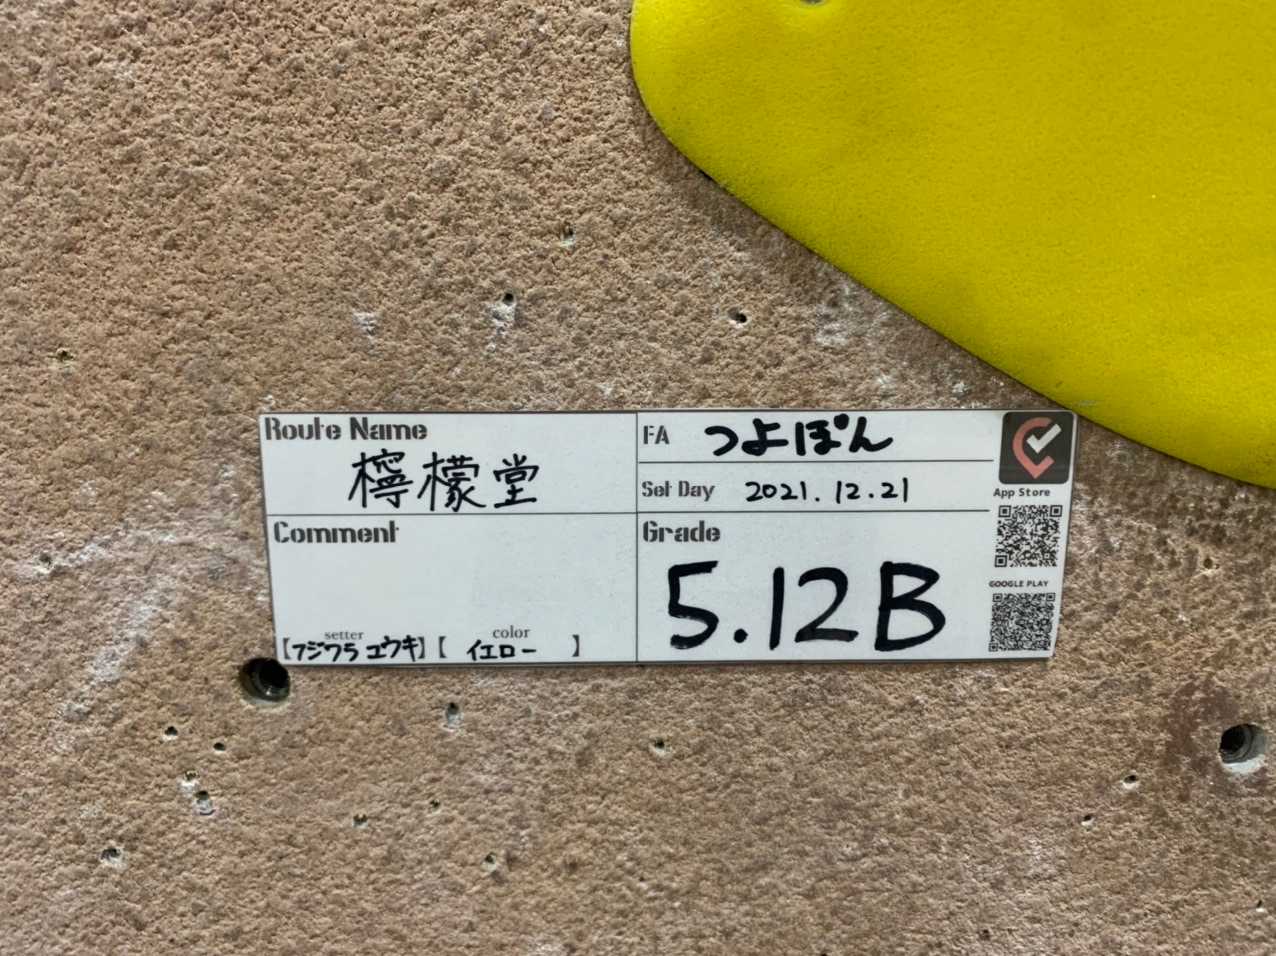 Route Name
檸檬堂
FA つよぽん
Set Day 2021.12.21
App Store
Comment
Grade
5.12B
GOOGLE PLAY
setter color
【フジワラ ユウキ】【 イエロー 】